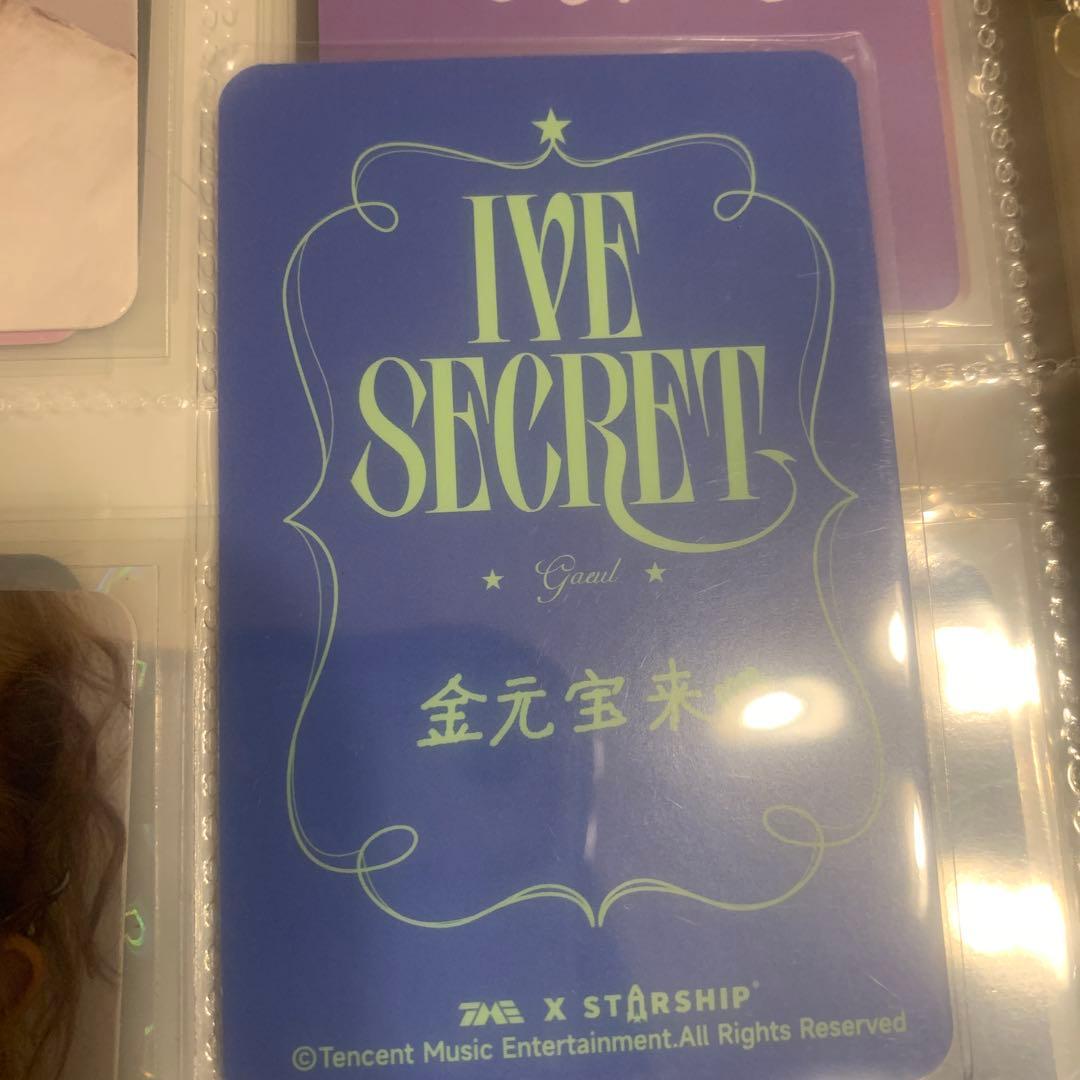 IVE
SECRET
Gaeul
金元宝来
TME X STARSHIP
©Tencent Music Entertainment.All Rights Reserved